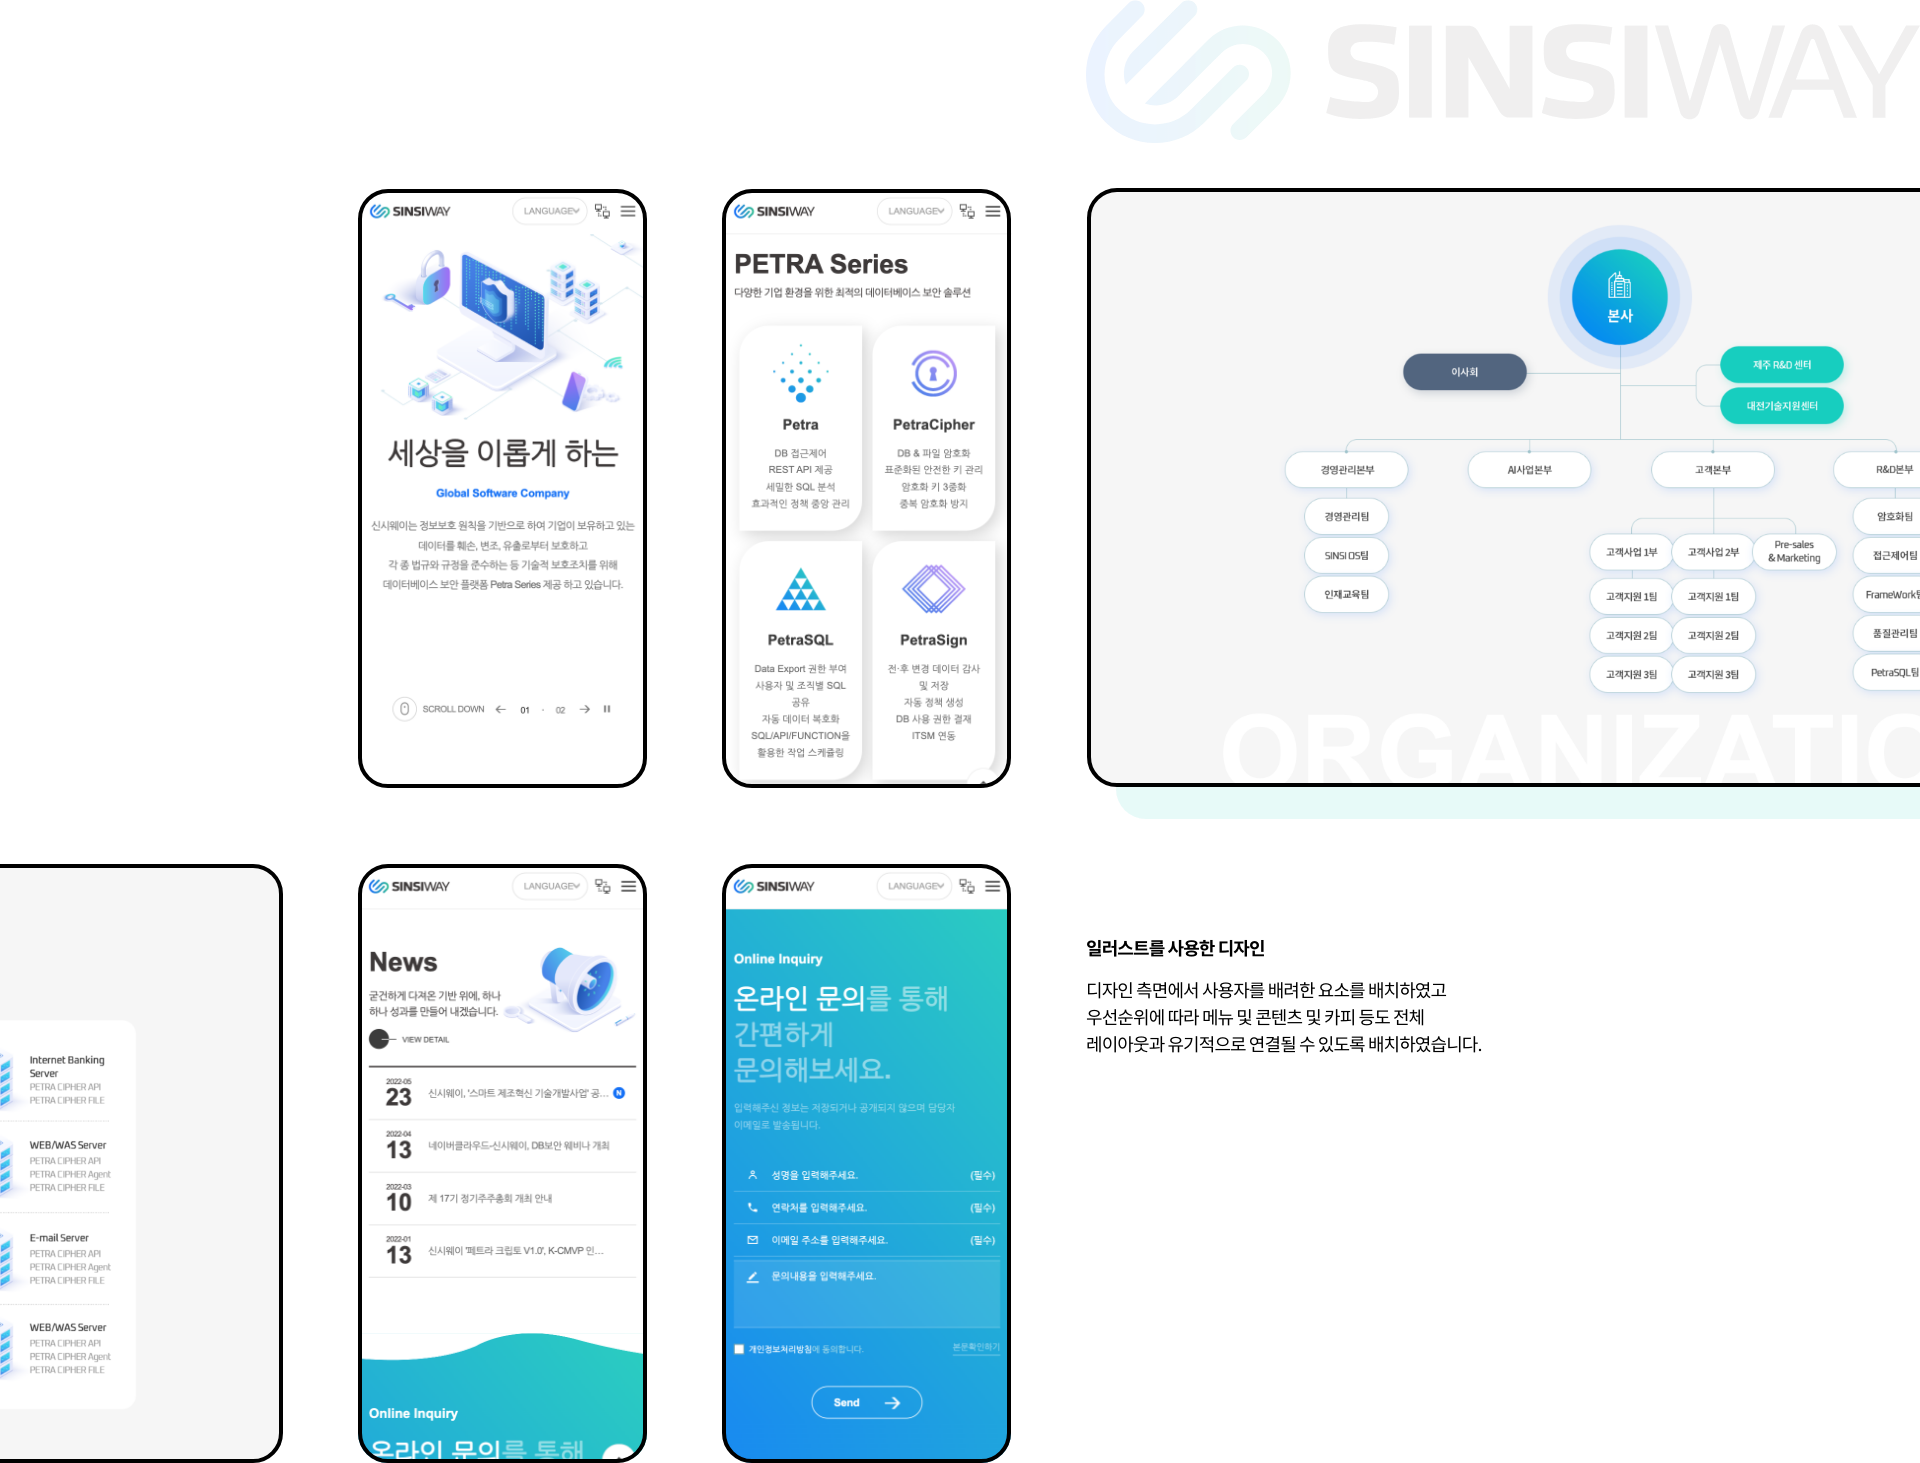 SINSIWAY
SINSIWAY
LANGUAGE
세상을 이롭게 하는
Global Software Company
신시웨이는 정보보호 원칙을 기반으로 하여 기업이 보유하고 있는
데이터를 훼손, 변조, 유출로부터 보호하고
각 종 법규와 규정을 준수하는 등 기술적 보호조치를 위해
데이터베이스 보안 플랫폼 Petra Series 제공 하고 있습니다.
SCROLL DOWN
01 · 02
SINSIWAY
LANGUAGE
PETRA Series
다양한 기업 환경을 위한 최적의 데이터베이스 보안 솔루션
Petra
DB 접근제어
REST API 제공
세밀한 SQL 분석
효과적인 정책 중앙 관리
PetraCipher
DB & 파일 암호화
표준화된 안전한 키 관리
암호화 키 3중화
중복 암호화 방지
PetraSQL
Data Export 권한 부여
사용자 및 조직별 SQL
공유
자동 데이터 복호화
SQL/API/FUNCTION을
활용한 작업 스케쥴링
PetraSign
전·후 변경 데이터 감사
및 저장
자동 정책 생성
DB 사용 권한 결재
ITSM 연동
본사
이사회
제주 R&D 센터
대전기술지원센터
경영관리본부
AI사업본부
고객본부
R&D본부
경영관리팀
SINSI OS팀
인재교육팀
고객사업 1부
고객사업 2부
Pre-sales
& Marketing
고객지원 1팀
고객지원 1팀
고객지원 2팀
고객지원 2팀
고객지원 3팀
고객지원 3팀
암호화팀
접근제어팀
FrameWork팀
품질관리팀
PetraSQL팀
ORGANIZATIO
Internet Banking
Server
PETRA CIPHER API
PETRA CIPHER FILE
WEB/WAS Server
PETRA CIPHER API
PETRA CIPHER Agent
PETRA CIPHER FILE
E-mail Server
PETRA CIPHER API
PETRA CIPHER Agent
PETRA CIPHER FILE
WEB/WAS Server
PETRA CIPHER API
PETRA CIPHER Agent
PETRA CIPHER FILE
SINSIWAY
LANGUAGE
News
굳건하게 다져온 기반 위에, 하나
하나 성과를 만들어 내겠습니다.
VIEW DETAIL
2022-05
23
신시웨이, '스마트 제조혁신 기술개발사업' 공... N
2022-04
13
네이버클라우드-신시웨이, DB보안 웨비나 개최
2022-03
10
제 17기 정기주주총회 개최 안내
2022-01
13
신시웨이 '페트라 크립토 V1.0', K-CMVP 인...
Online Inquiry
온라인 문의를 통해
SINSIWAY
LANGUAGE
Online Inquiry
온라인 문의를 통해
간편하게
문의해보세요.
입력해주신 정보는 저장되거나 공개되지 않으며 담당자
이메일로 발송됩니다.
성명을 입력해주세요. (필수)
연락처를 입력해주세요. (필수)
이메일 주소를 입력해주세요. (필수)
문의내용을 입력해주세요.
개인정보처리방침에 동의합니다.
본문확인하기
Send
일러스트를 사용한 디자인
디자인 측면에서 사용자를 배려한 요소를 배치하였고
우선순위에 따라 메뉴 및 콘텐츠 및 카피 등도 전체
레이아웃과 유기적으로 연결될 수 있도록 배치하였습니다.